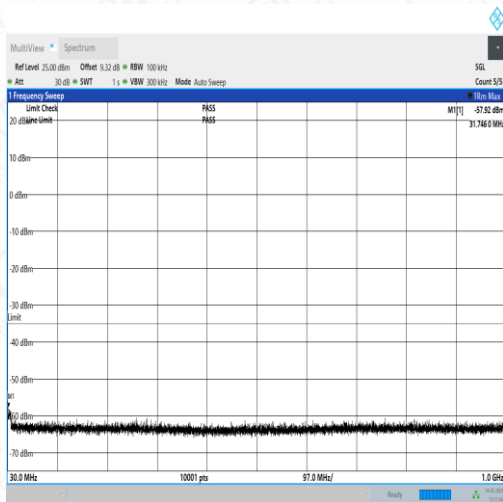 MultiView Spectrum
Ref Level 25.00 dBm Offset 9.32 dB RBW 100 kHz SGL
Att 30 dB SWT 1 s VBW 300 kHz Mode Auto Sweep Count 5/5
1 Frequency Sweep 1Rm Max
Limit Check PASS M1[1] -57.92 dBm
20 dBm Line Limit PASS 31.7460 MHz
10 dBm
0 dBm
-10 dBm
-20 dBm
-30 dBm
Limit
-40 dBm
-50 dBm
M1
-60 dBm
-70 dBm
30.0 MHz 10001 pts 97.0 MHz/ 1.0 GHz
Ready